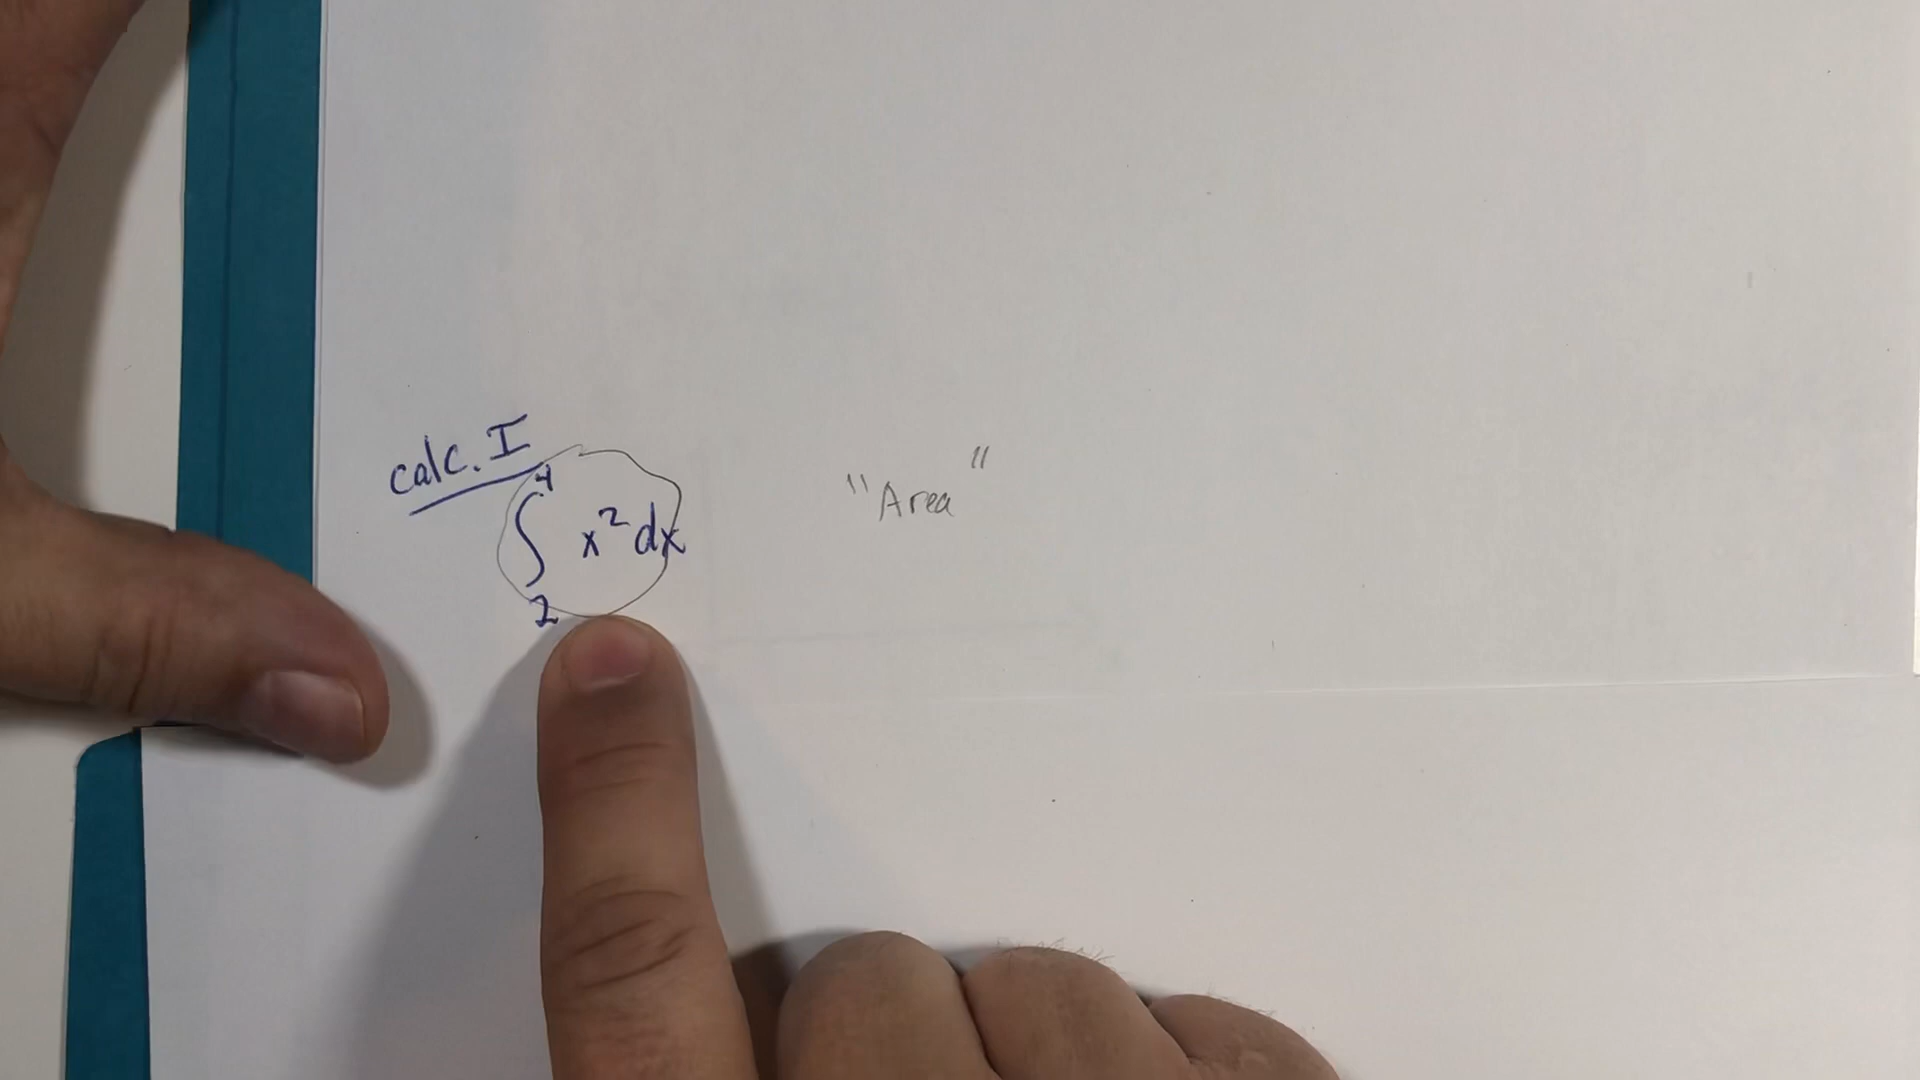 calc. I
∫₂⁴ x² dx
"Area"